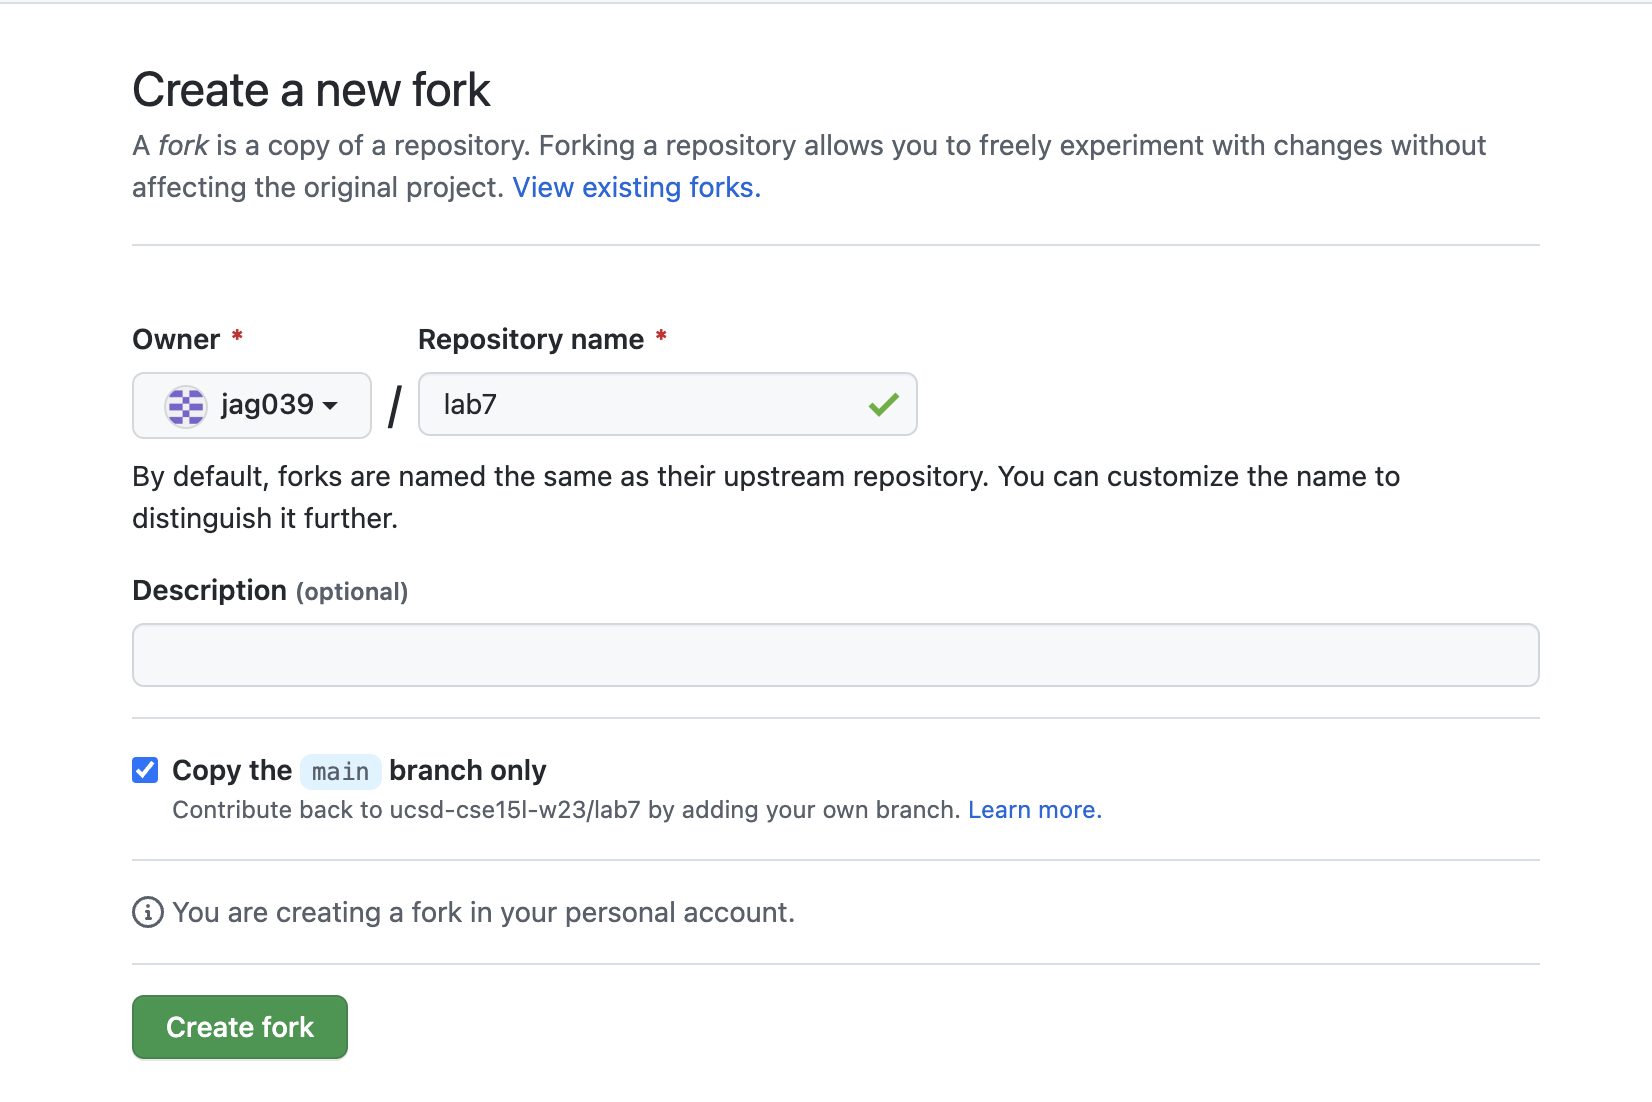 Create a new fork
A fork is a copy of a repository. Forking a repository allows you to freely experiment with changes without
affecting the original project. View existing forks.
Owner * Repository name *
jag039 / lab7
By default, forks are named the same as their upstream repository. You can customize the name to
distinguish it further.
Description (optional)
Copy the main branch only
Contribute back to ucsd-cse15l-w23/lab7 by adding your own branch. Learn more.
You are creating a fork in your personal account.
Create fork